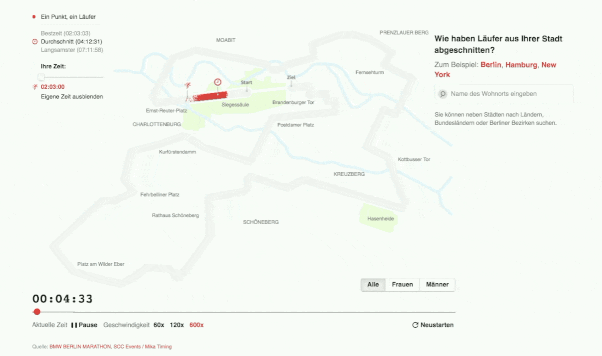 Ein Punkt, ein Läufer
Bestzeit (02:03:03)
Durchschnitt (04:12:31)
Langsamster (07:11:58)
Ihre Zeit:
02:03:00
Eigene Zeit ausblenden
MOABIT
PRENZLAUER BERG
Fernsehturm
Start
Ziel
Ernst-Reuter-Platz
Siegessäule
Brandenburger Tor
CHARLOTTENBURG
Potsdamer Platz
Kurfürstendamm
Kottbusser Tor
KREUZBERG
Fehrbelliner Platz
Rathaus Schöneberg
SCHÖNEBERG
Hasenheide
Platz am Wilden Eber
Wie haben Läufer aus Ihrer Stadt
abgeschnitten?
Zum Beispiel: Berlin, Hamburg, New
York
Name des Wohnorts eingeben
Sie können neben Städten nach Ländern,
Bundesländern oder Berliner Bezirken suchen.
Alle Frauen Männer
00:04:33
Aktuelle Zeit Pause Geschwindigkeit 60x 120x 600x Neustarten
Quelle: BMW BERLIN MARATHON, SCC Events / Mika Timing